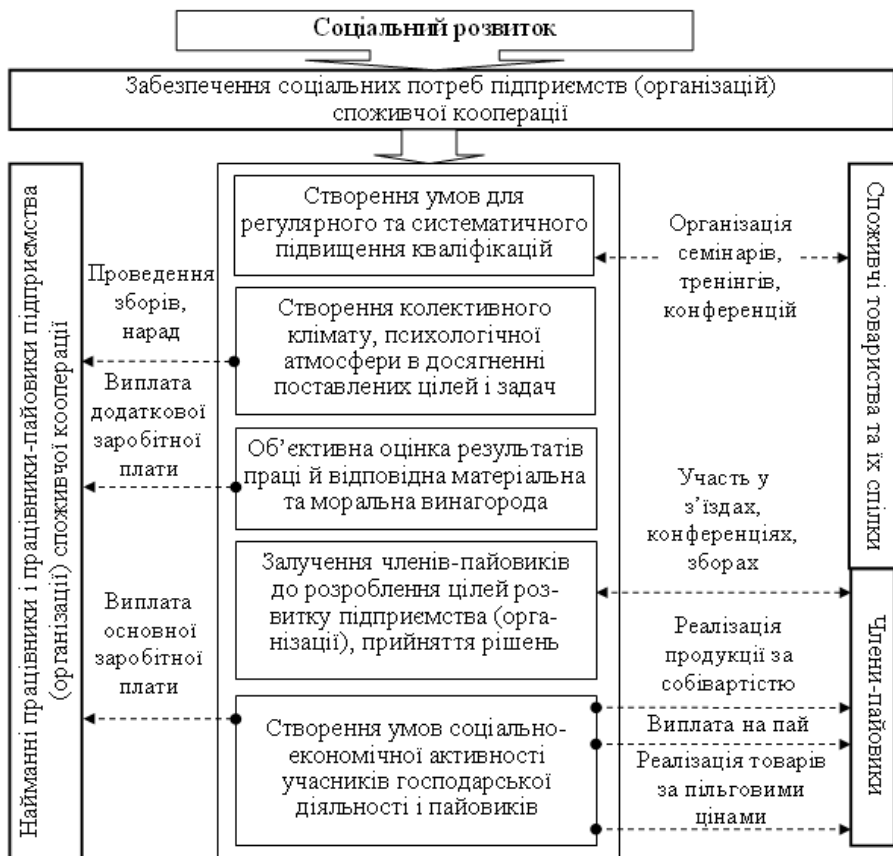 Соціальний розвиток
Забезпечення соціальних потреб підприємств (організацій)
споживчої кооперації
Найманні працівники і працівники-пайовики підприємства
(організації) споживчої кооперації
Проведення
зборів,
нарад
Виплата
додаткової
заробітної
плати
Виплата
основної
заробітної
плати
Створення умов для
регулярного та систематичного
підвищення кваліфікацій
Створення колективного
клімату, психологічної
атмосфери в досягненні
поставлених цілей і задач
Об’єктивна оцінка результатів
праці й відповідна матеріальна
та моральна винагорода
Залучення членів-пайовиків
до розроблення цілей роз-
витку підприємства (орга-
нізації), прийняття рішень
Створення умов соціально-
економічної активності
учасників господарської
діяльності і пайовиків
Організація
семінарів,
тренінгів,
конференцій
Участь у
з’їздах,
конференціях,
зборах
Реалізація
продукції за
собівартістю
Виплата на пай
Реалізація товарів
за пільговими
цінами
Споживчі товариства та їх спілки
Члени-пайовики